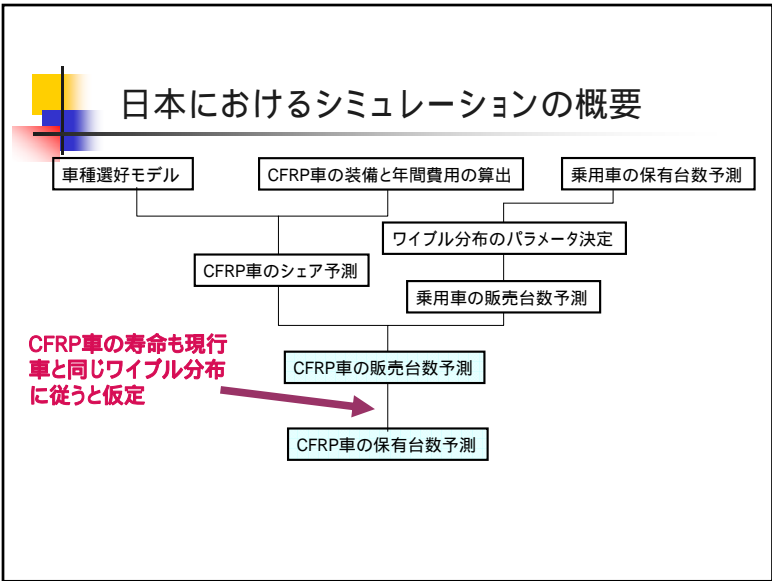 日本におけるシミュレーションの概要
車種選好モデル
CFRP車の装備と年間費用の算出
乗用車の保有台数予測
ワイブル分布のパラメータ決定
CFRP車のシェア予測
乗用車の販売台数予測
CFRP車の寿命も現行
車と同じワイブル分布
に従うと仮定
CFRP車の販売台数予測
CFRP車の保有台数予測